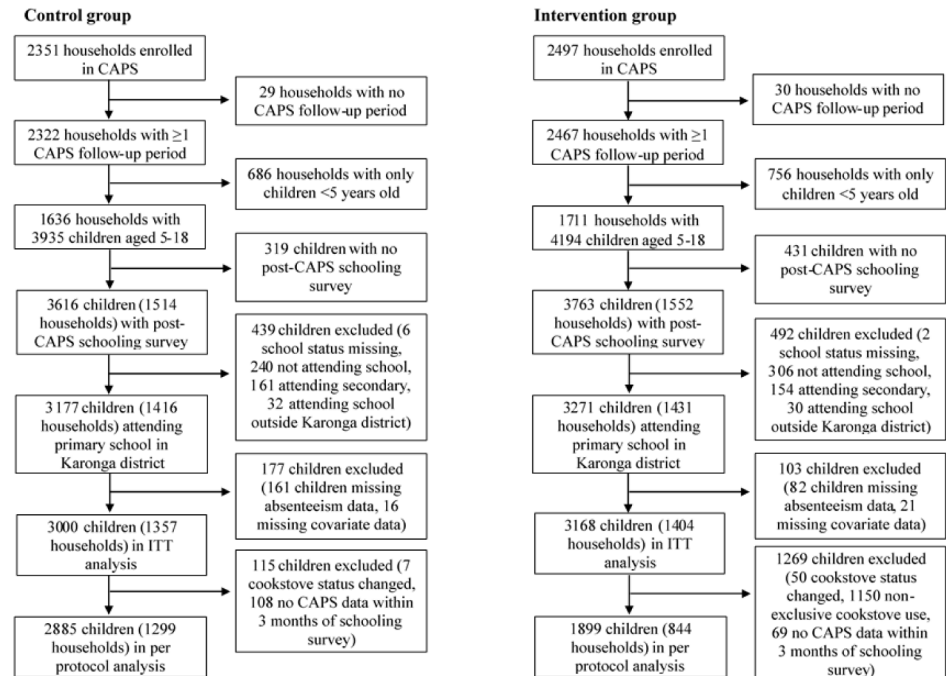 Control group
2351 households enrolled
in CAPS
29 households with no
CAPS follow-up period
2322 households with ≥1
CAPS follow-up period
686 households with only
children <5 years old
1636 households with
3935 children aged 5-18
319 children with no
post-CAPS schooling
survey
3616 children (1514
households) with post-
CAPS schooling survey
439 children excluded (6
school status missing,
240 not attending school,
161 attending secondary,
32 attending school
outside Karonga district)
3177 children (1416
households) attending
primary school in
Karonga district
177 children excluded
(161 children missing
absenteeism data, 16
missing covariate data)
3000 children (1357
households) in ITT
analysis
115 children excluded (7
cookstove status changed,
108 no CAPS data within
3 months of schooling
survey)
2885 children (1299
households) in per
protocol analysis
Intervention group
2497 households enrolled
in CAPS
30 households with no
CAPS follow-up period
2467 households with ≥1
CAPS follow-up period
756 households with only
children <5 years old
1711 households with
4194 children aged 5-18
431 children with no
post-CAPS schooling
survey
3763 children (1552
households) with post-
CAPS schooling survey
492 children excluded (2
school status missing,
306 not attending school,
154 attending secondary,
30 attending school
outside Karonga district)
3271 children (1431
households) attending
primary school in
Karonga district
103 children excluded
(82 children missing
absenteeism data, 21
missing covariate data)
3168 children (1404
households) in ITT
analysis
1269 children excluded
(50 cookstove status
changed, 1150 non-
exclusive cookstove use,
69 no CAPS data within
3 months of schooling
survey)
1899 children (844
households) in per
protocol analysis